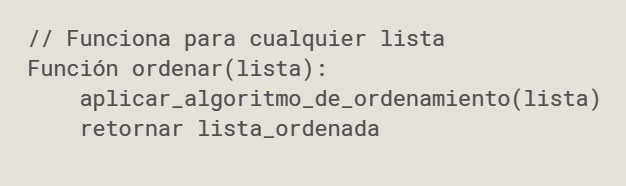 // Funciona para cualquier lista
Función ordenar(lista):
    aplicar_algoritmo_de_ordenamiento(lista)
    retornar lista_ordenada